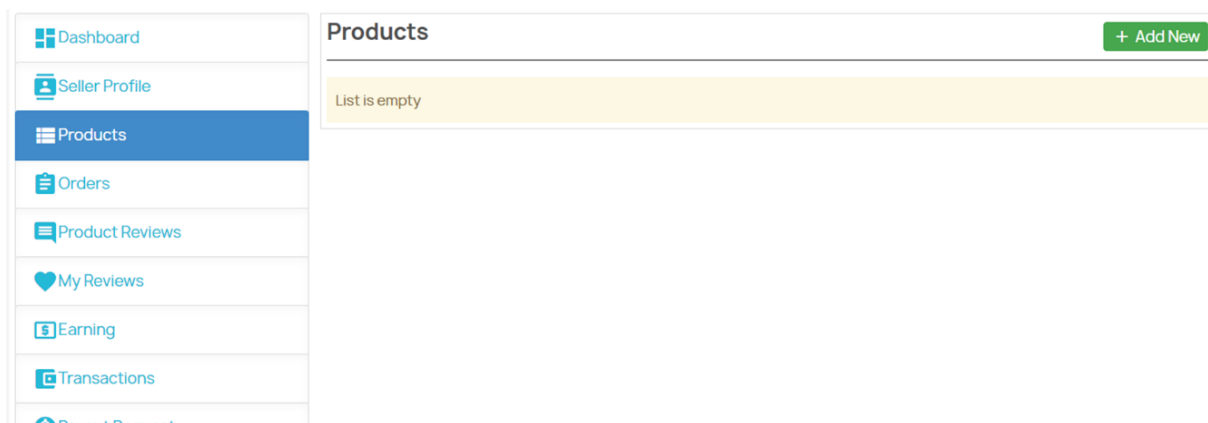 Dashboard
Seller Profile
Products
Orders
Product Reviews
My Reviews
Earning
Transactions
Products
+ Add New
List is empty